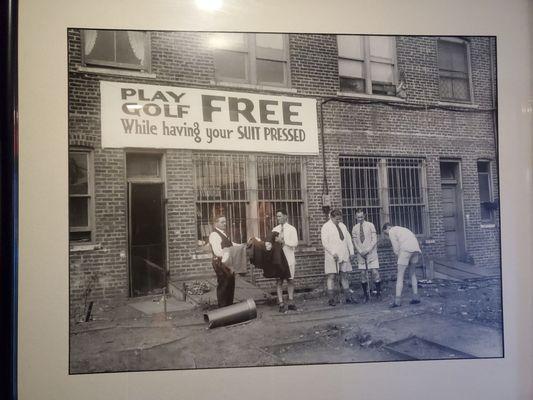 PLAY
GOLF FREE
While having your SUIT PRESSED